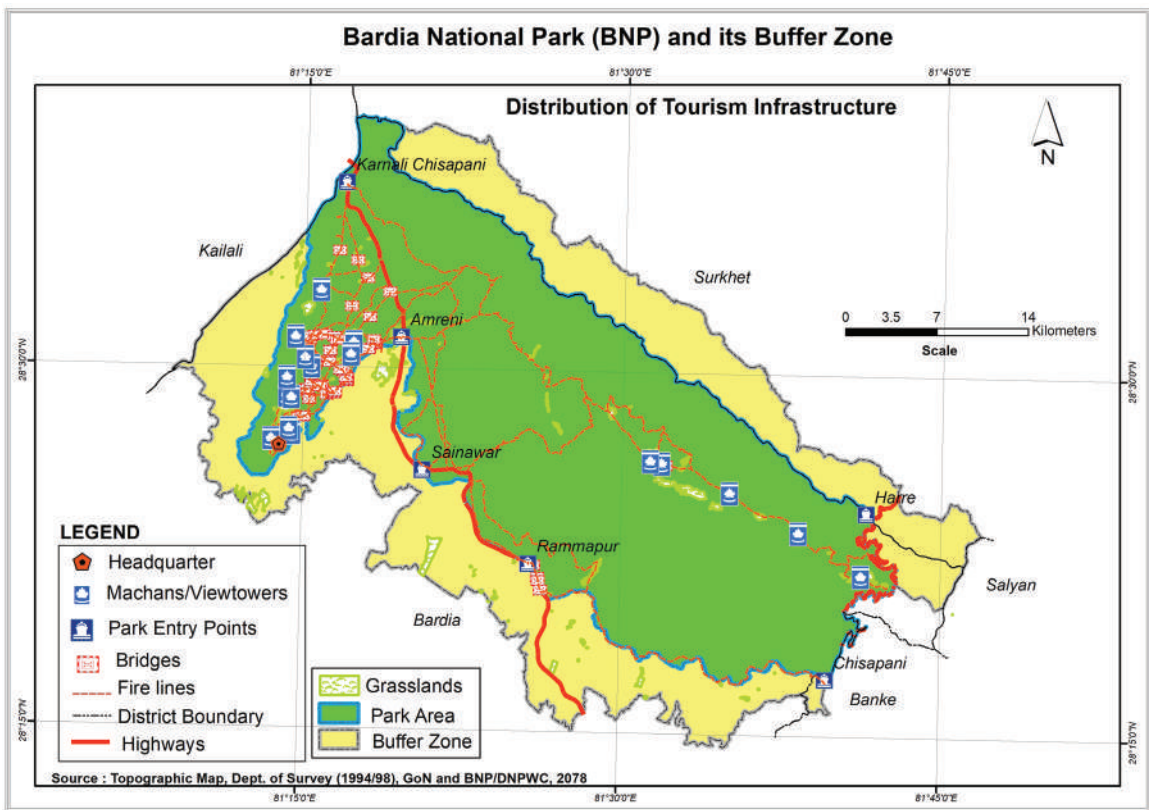 Bardia National Park (BNP) and its Buffer Zone
81°15'0"E 81°30'0"E 81°45'0"E
Distribution of Tourism Infrastructure
N
Karnali Chisapani
Kailali
Surkhet
0 3.5 7 14
Kilometers
Scale
Amreni
28°30'0"N
28°30'0"N
Sainawar
Harre
LEGEND
Headquarter
Machans/Viewtowers
Park Entry Points
Bridges
Fire lines
District Boundary
Highways
Rammapur
Salyan
Bardia
Chisapani
Banke
Grasslands
Park Area
Buffer Zone
28°15'0"N
28°15'0"N
Source : Topographic Map, Dept. of Survey (1994/98), GoN and BNP/DNPWC, 2078
81°15'0"E 81°30'0"E 81°45'0"E